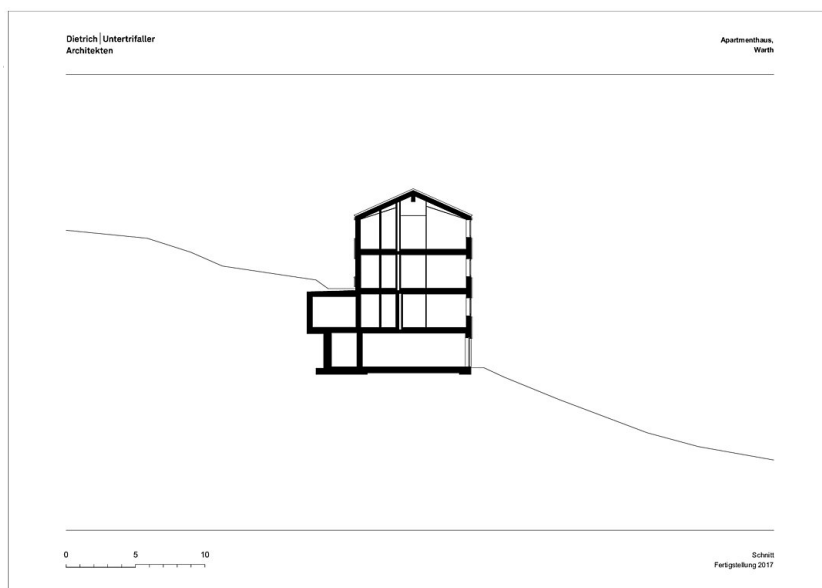 Dietrich|Untertrifaller
Architekten
Apartmenthaus,
Warth
0 5 10
Schnitt
Fertigstellung 2017